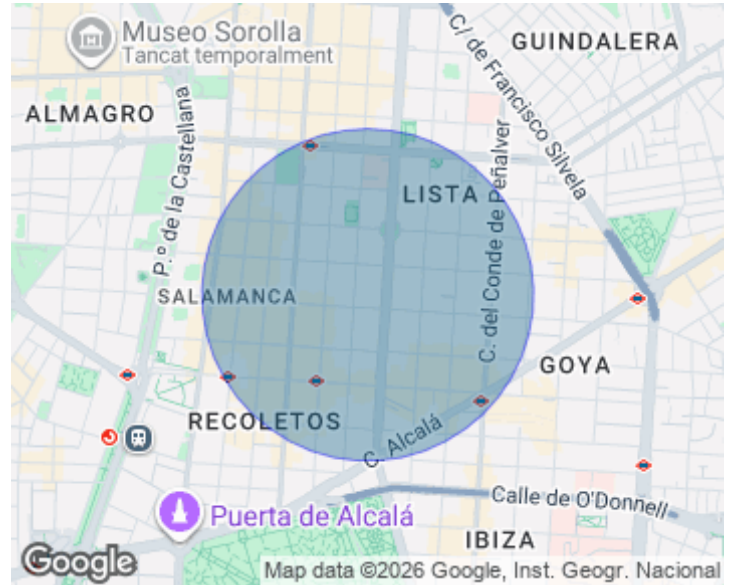 Museo Sorolla
Tancat temporalment
GUINDALERA
C/ de Francisco Silvela
ALMAGRO
P.º de la Castellana
LISTA
C. del Conde de Peñalver
SALAMANCA
GOYA
RECOLETOS
C. Alcalá
Calle de O'Donnell
Puerta de Alcalá
IBIZA
Google
Map data ©2026 Google, Inst. Geogr. Nacional